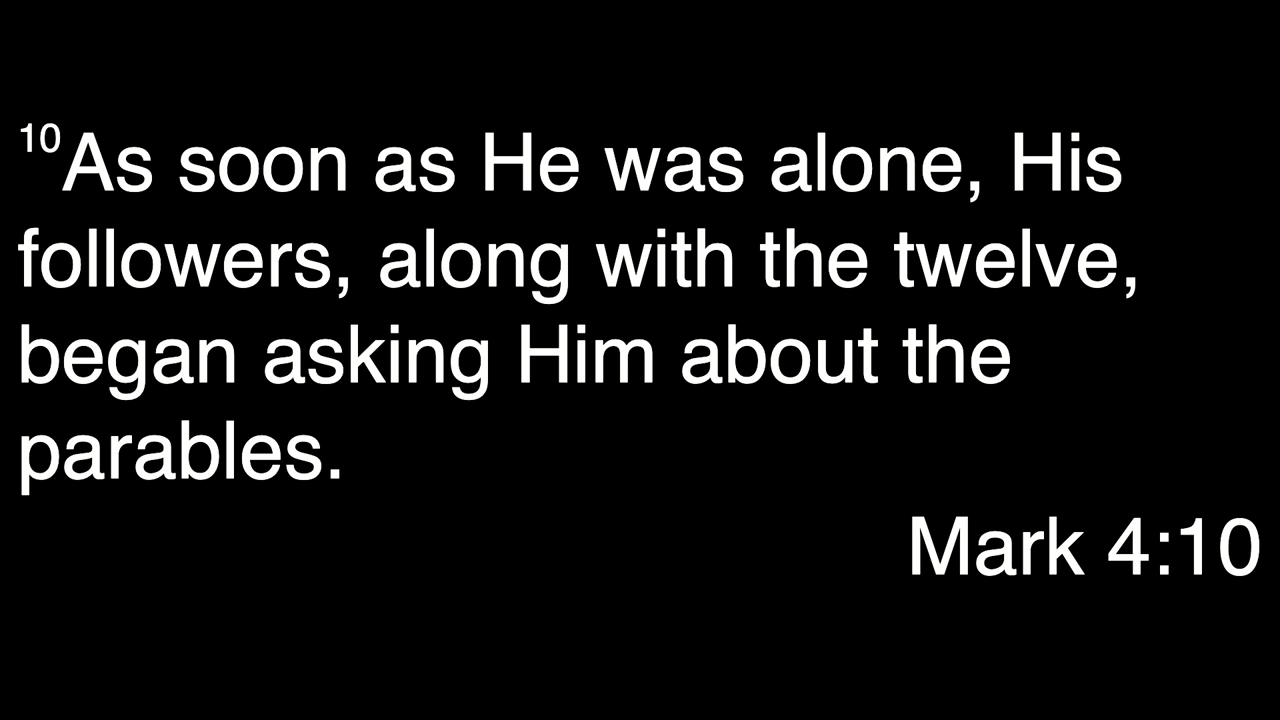 10As soon as He was alone, His
followers, along with the twelve,
began asking Him about the
parables.
Mark 4:10